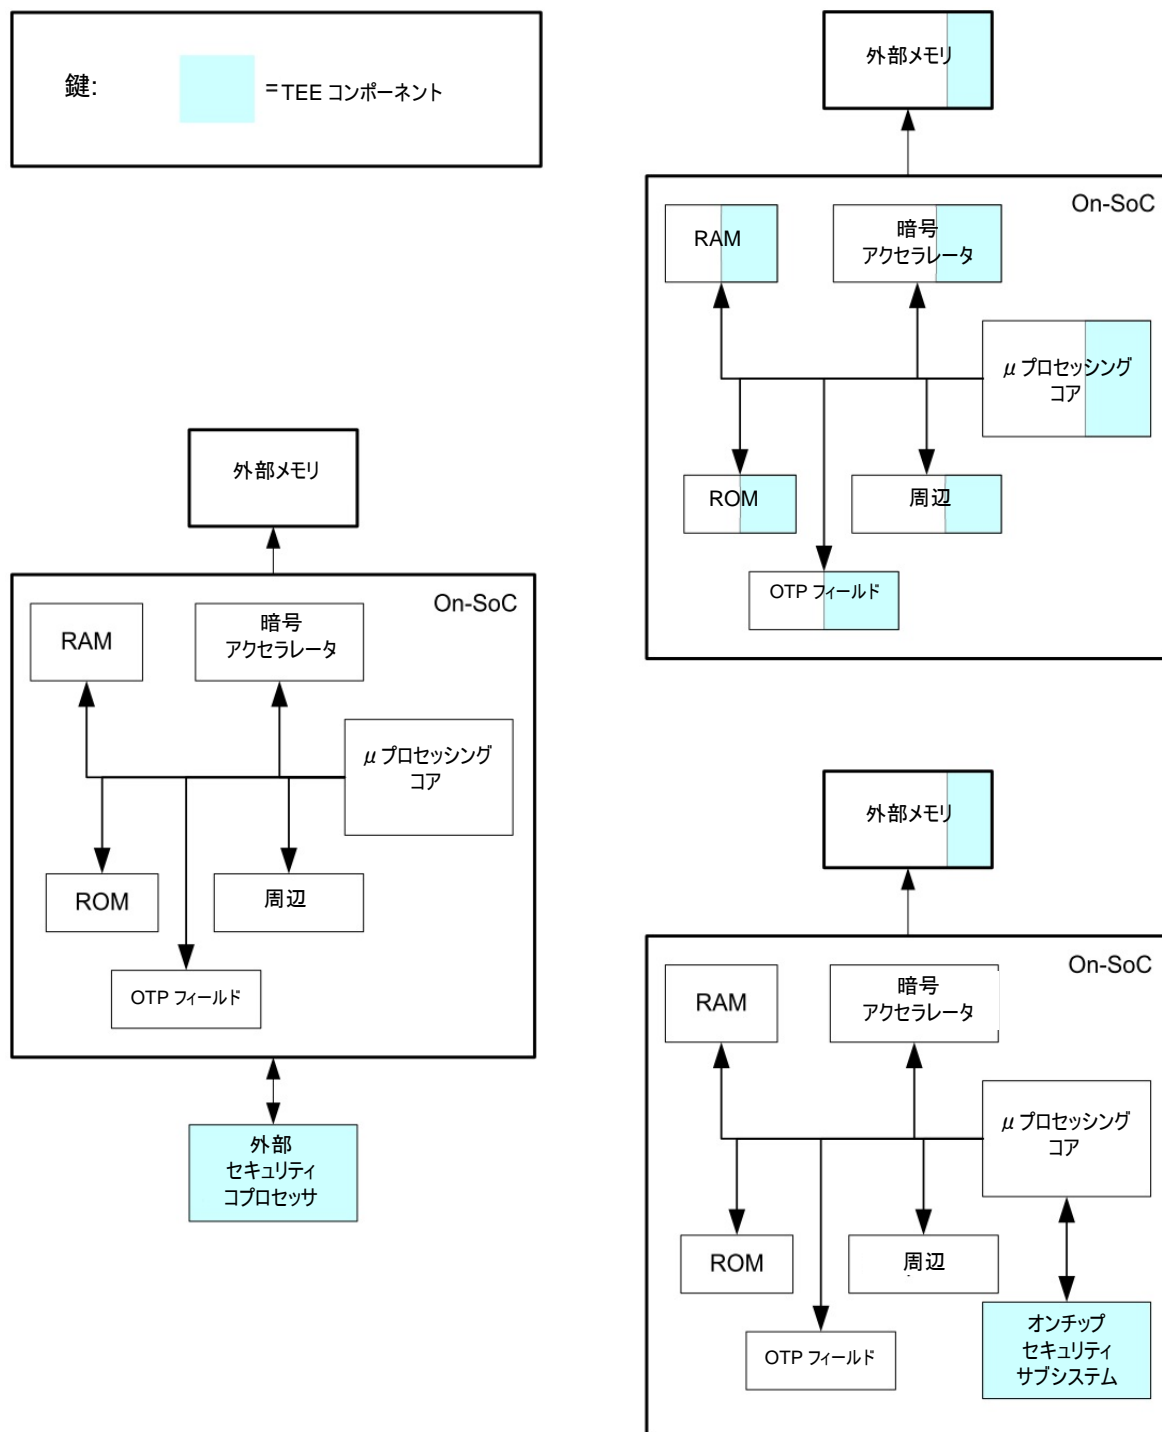 鍵:
=TEE コンポーネント
外部メモリ
On-SoC
RAM
暗号
アクセラレータ
μプロセッシング
コア
ROM
周辺
OTP フィールド
外部メモリ
On-SoC
RAM
暗号
アクセラレータ
μプロセッシング
コア
ROM
周辺
OTP フィールド
外部
セキュリティ
コプロセッサ
外部メモリ
On-SoC
RAM
暗号
アクセラレータ
μプロセッシング
コア
ROM
周辺
OTP フィールド
オンチップ
セキュリティ
サブシステム